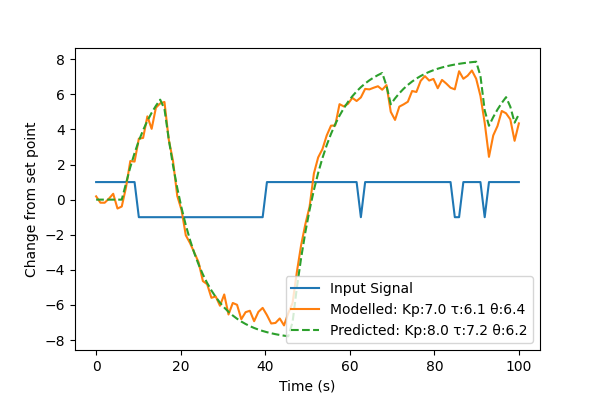 8
6
4
2
0
−2
−4
−6
−8
Change from set point
Input Signal
Modelled: Kp:7.0 τ:6.1 θ:6.4
Predicted: Kp:8.0 τ:7.2 θ:6.2
0 20 40 60 80 100
Time (s)